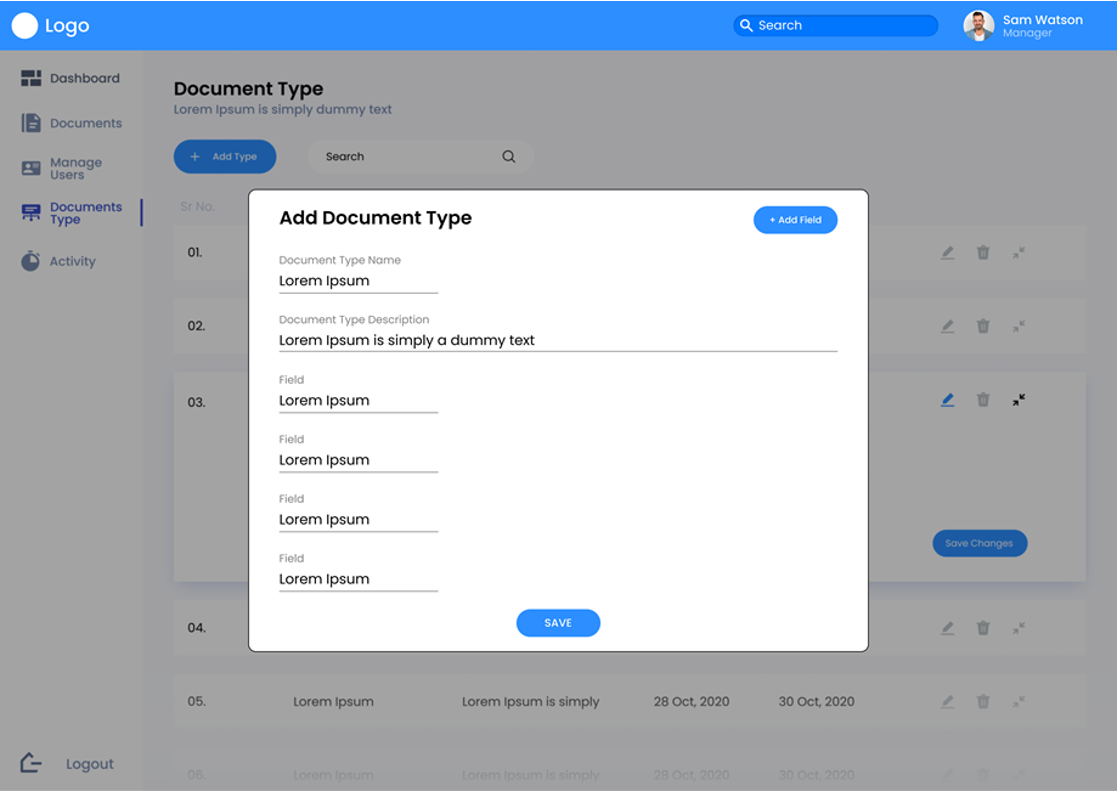 Logo
Search
Sam Watson
Manager
Dashboard
Documents
Manage
Users
Documents
Type
Activity
Logout
Document Type
Lorem Ipsum is simply dummy text
+ Add Type
Search
Sr No.
01.
02.
03.
Save Changes
04.
05. Lorem Ipsum Lorem Ipsum is simply 28 Oct, 2020 30 Oct, 2020
06. Lorem Ipsum Lorem Ipsum is simply 28 Oct, 2020 30 Oct, 2020
Add Document Type
+ Add Field
Document Type Name
Lorem Ipsum
Document Type Description
Lorem Ipsum is simply a dummy text
Field
Lorem Ipsum
Field
Lorem Ipsum
Field
Lorem Ipsum
Field
Lorem Ipsum
SAVE